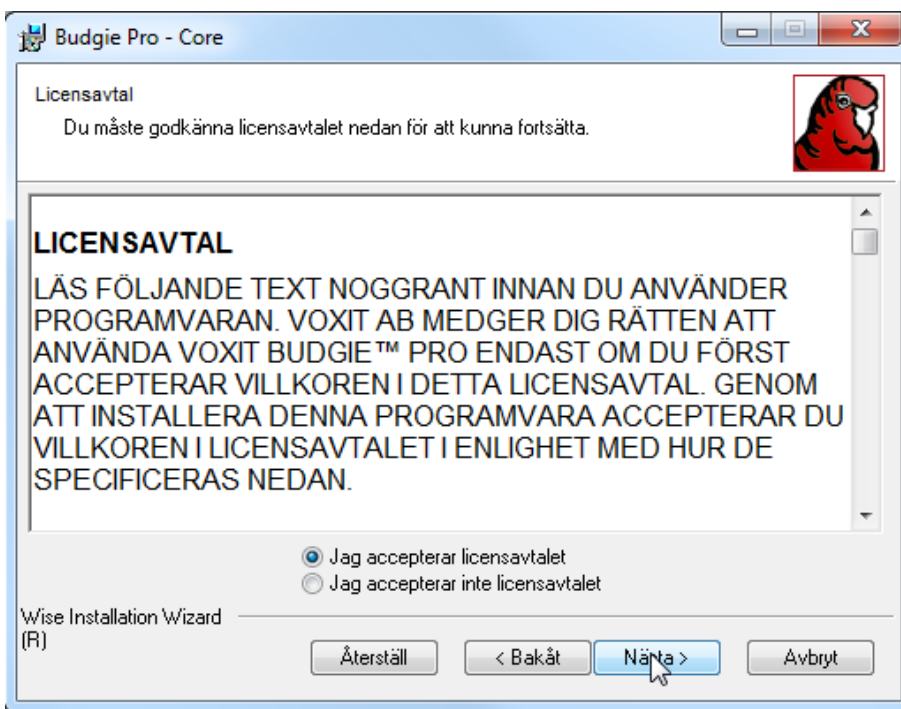 Budgie Pro - Core
Licensavtal
Du måste godkänna licensavtalet nedan för att kunna fortsätta.
LICENSAVTAL
LÄS FÖLJANDE TEXT NOGGRANT INNAN DU ANVÄNDER
PROGRAMVARAN. VOXIT AB MEDGER DIG RÄTTEN ATT
ANVÄNDA VOXIT BUDGIE™ PRO ENDAST OM DU FÖRST
ACCEPTERAR VILLKOREN I DETTA LICENSAVTAL. GENOM
ATT INSTALLERA DENNA PROGRAMVARA ACCEPTERAR DU
VILLKOREN I LICENSAVTALET I ENLIGHET MED HUR DE
SPECIFICERAS NEDAN.
Jag accepterar licensavtalet
Jag accepterar inte licensavtalet
Wise Installation Wizard
(R)
Återställ < Bakåt Nästa > Avbryt